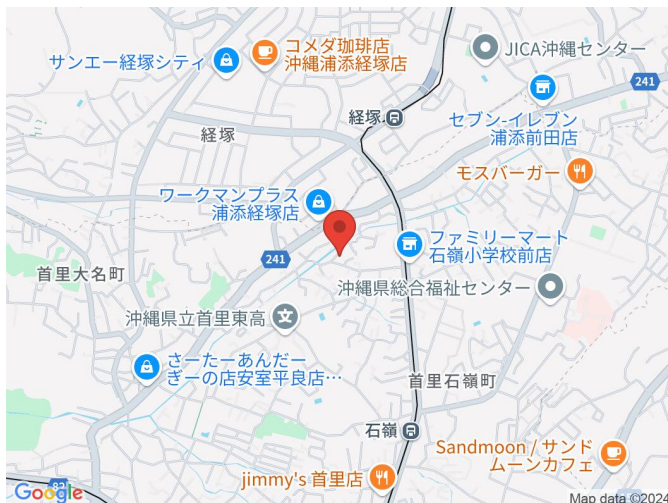 コメダ珈琲店
沖縄浦添経塚店
サンエー経塚シティ
JICA沖縄センター
241
経塚
セブン-イレブン
浦添前田店
経塚
モスバーガー
ワークマンプラス
浦添経塚店
ファミリーマート
石嶺小学校前店
241
首里大名町
沖縄県総合福祉センター
沖縄県立首里東高
文
さーたーあんだー
ぎーの店安室平良店…
首里石嶺町
石嶺
Sandmoon / サンド
ムーンカフェ
jimmy's 首里店
82
Google
Map data ©2024